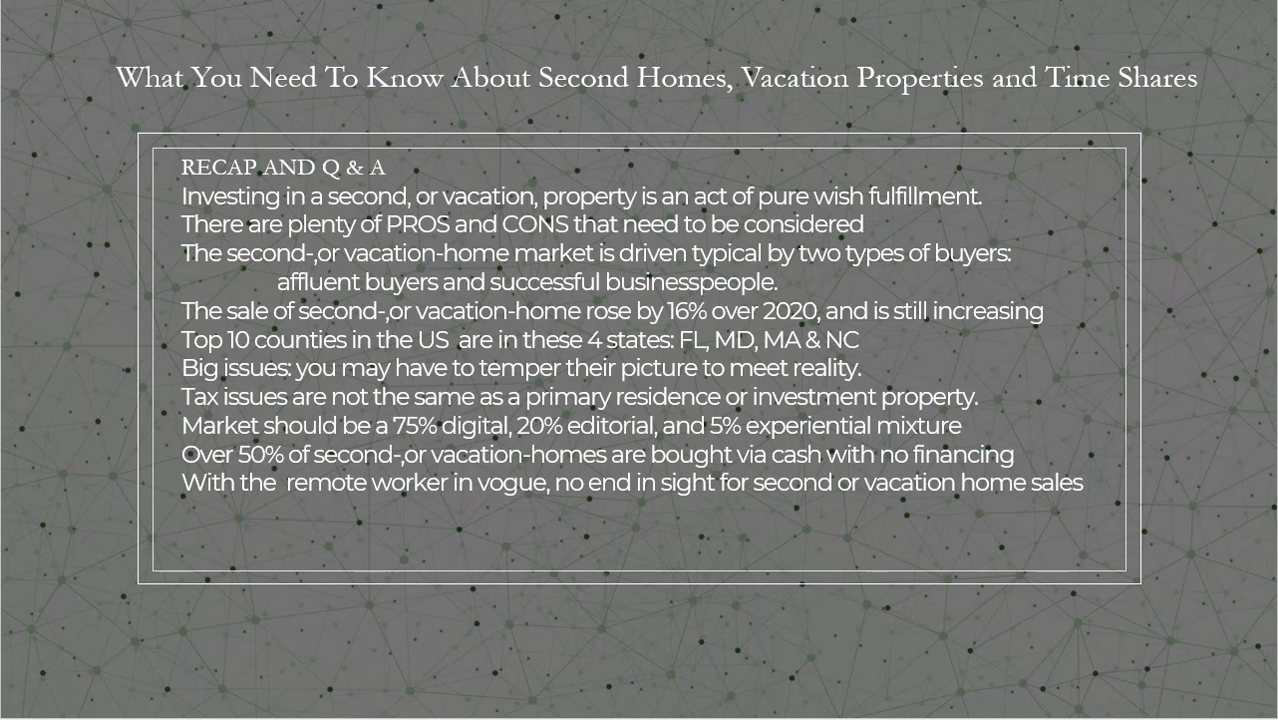 What You Need To Know About Second Homes, Vacation Properties and Time Shares
RECAP AND Q & A
Investing in a second, or vacation, property is an act of pure wish fulfillment.
There are plenty of PROS and CONS that need to be considered
The second-,or vacation-home market is driven typical by two types of buyers:
affluent buyers and successful businesspeople.
The sale of second-,or vacation-home rose by 16% over 2020, and is still increasing
Top 10 counties in the US  are in these 4 states: FL, MD, MA & NC
Big issues: you may have to temper their picture to meet reality.
Tax issues are not the same as a primary residence or investment property.
Market should be a 75% digital, 20% editorial, and 5% experiential mixture
Over 50% of second-,or vacation-homes are bought via cash with no financing
With the  remote worker in vogue, no end in sight for second or vacation home sales